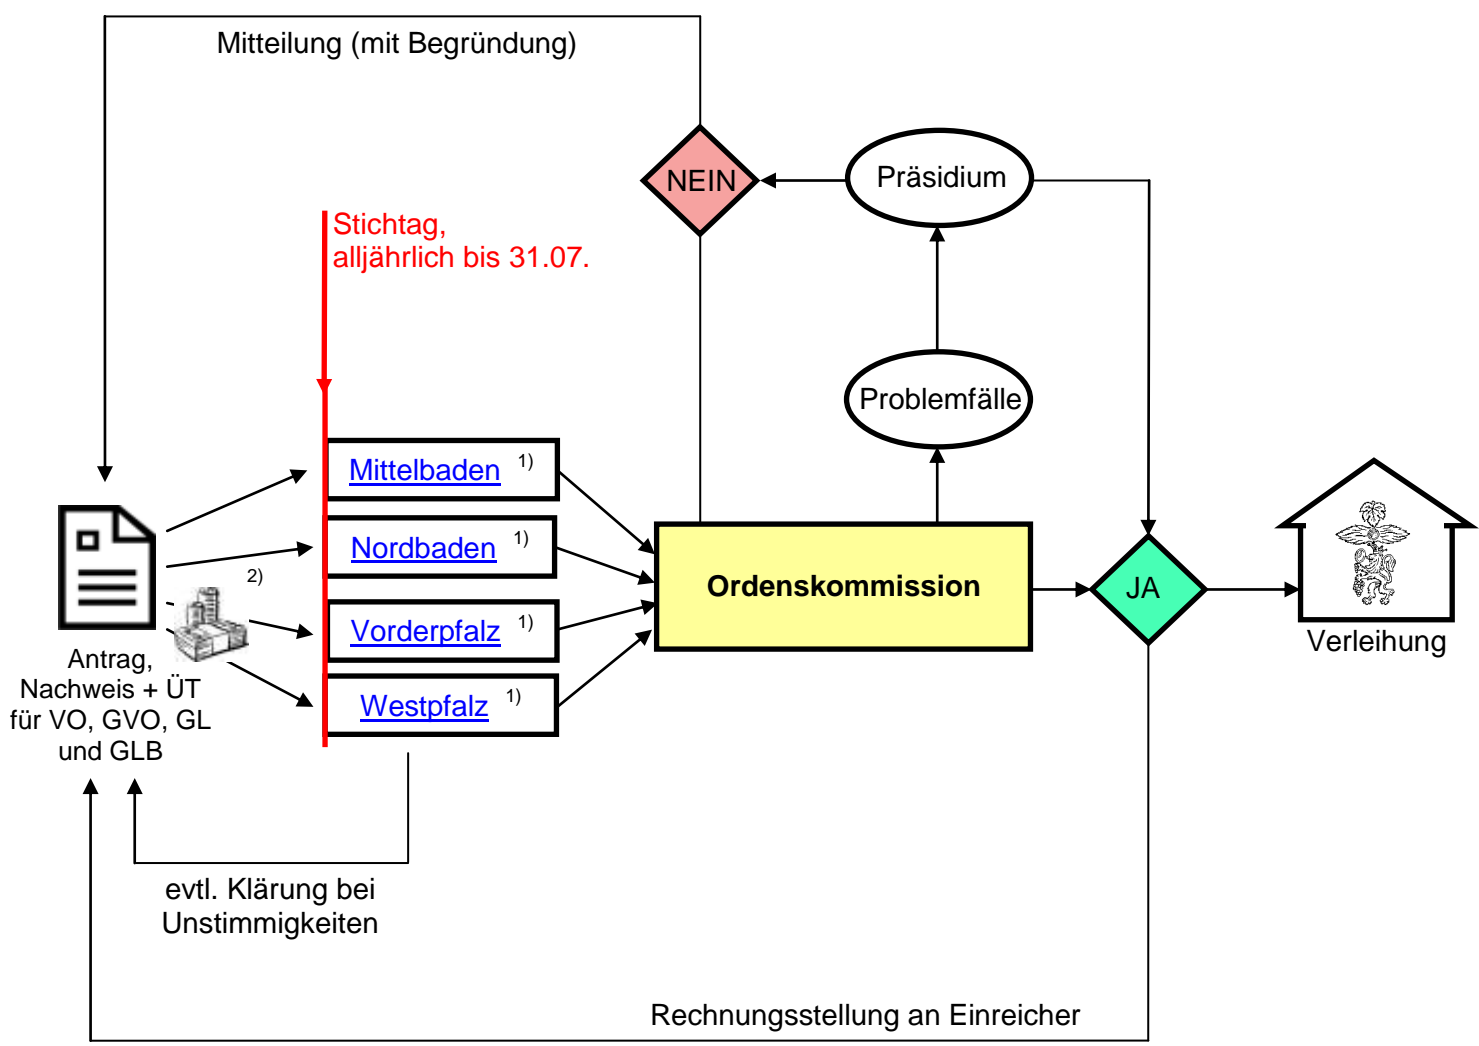 Mitteilung (mit Begründung)
NEIN
Präsidium
Stichtag,
alljährlich bis 31.07.
Problemfälle
Mittelbaden 1)
Nordbaden 1)
Ordenskommission
JA
2)
Vorderpfalz 1)
Verleihung
Westpfalz 1)
Antrag,
Nachweis + ÜT
für VO, GVO, GL
und GLB
evtl. Klärung bei
Unstimmigkeiten
Rechnungsstellung an Einreicher